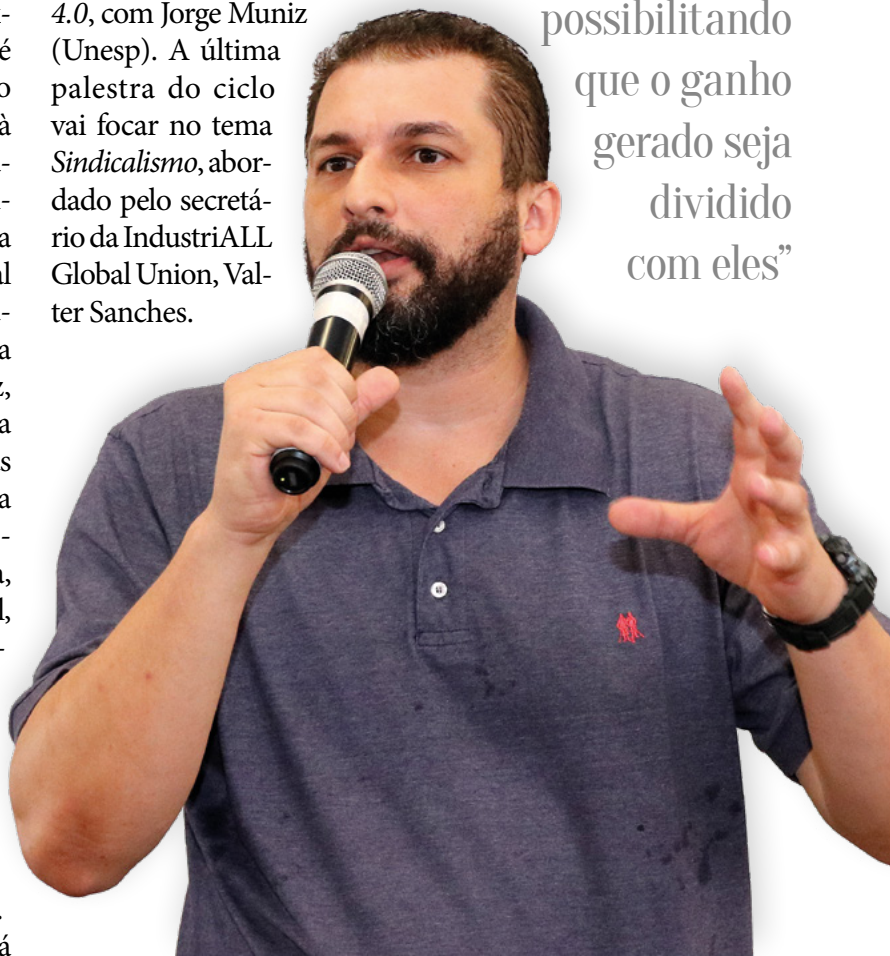 4.0, com Jorge Muniz
(Unesp). A última
palestra do ciclo
vai focar no tema
Sindicalismo, abor-
dado pelo secretá-
rio da IndustriALL
Global Union, Val-
ter Sanches.
possibilitando
que o ganho
gerado seja
dividido
com eles”